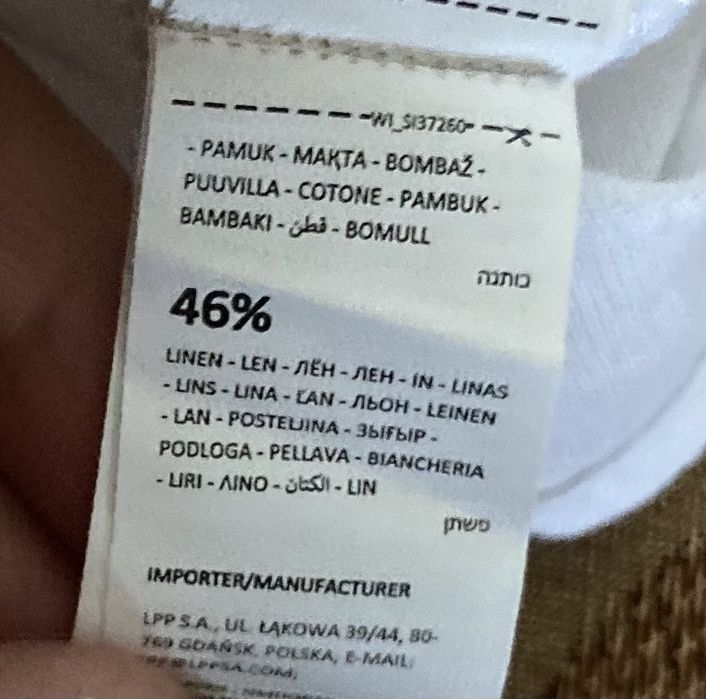 WI_SI37260
- PAMUK - MAĶTA - BOMBAŽ -
PUUVILLA - COTONE - PAMBUK -
BAMBAKI - قطن - BOMULL
כותנה
46%
LINEN - LEN - ЛЁН - ЛЕН - IN - LINAS
- LINS - LINA - ĽAN - ЛЬОН - LEINEN
- LAN - POSTELJINA - ЗЫҒЫР -
PODLOGA - PELLAVA - BIANCHERIA
- LIRI - ΛΙΝΟ - الكتان - LIN
פשתן
IMPORTER/MANUFACTURER
LPP S.A., UL. ŁĄKOWA 39/44, 80-
769 GDAŃSK, POLSKA, E-MAIL: